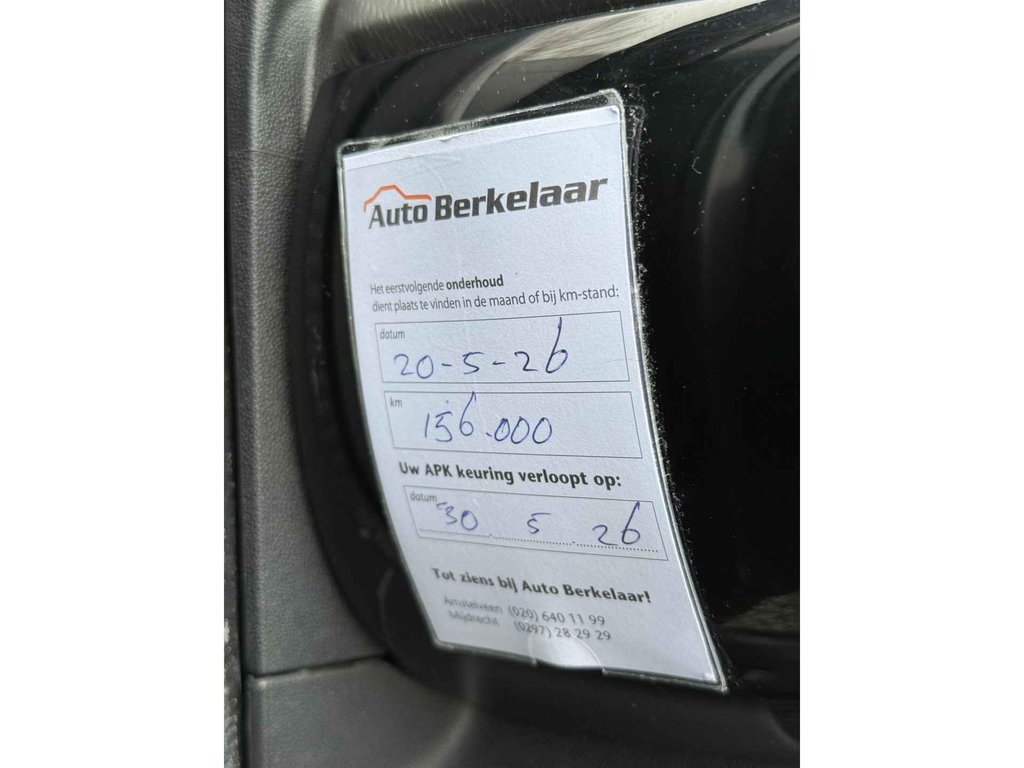 Auto Berkelaar
Het eerstvolgende onderhoud
dient plaats te vinden in de maand of bij km-stand:
datum
20-5-26
km
156.000
Uw APK keuring verloopt op:
datum
30 5 26
Tot ziens bij Auto Berkelaar!
Amstelveen (020) 640 11 99
Mijdrecht (0297) 28 29 29